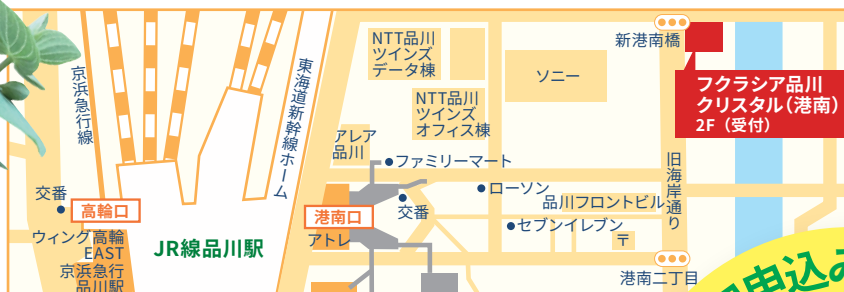 NTT品川
ツインズ
データ棟
新港南橋
ソニー
フクラシア品川
クリスタル（港南）
2F（受付）
京浜急行線
東海道新幹線ホーム
NTT品川
ツインズ
オフィス棟
アレア
品川
ファミリーマート
旧海岸通り
交番
高輪口
ローソン
品川フロントビル
交番
港南口
セブンイレブン
アトレ
〒
ウィング高輪
EAST
JR線品川駅
京浜急行
品川駅
港南二丁目
申込み